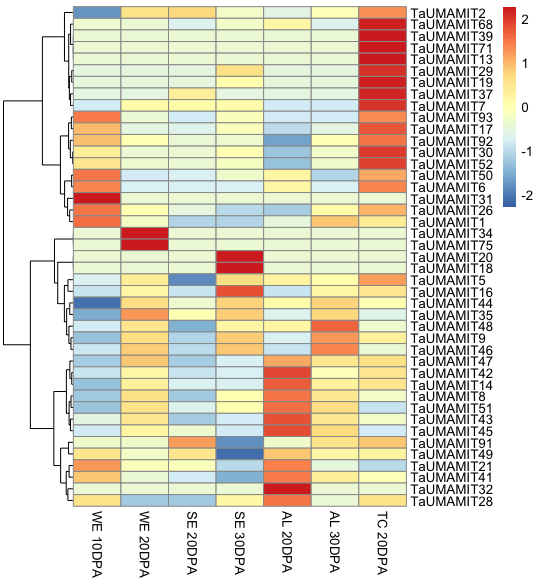 TaUMAMIT2
TaUMAMIT68
TaUMAMIT39
TaUMAMIT71
TaUMAMIT13
TaUMAMIT29
TaUMAMIT19
TaUMAMIT37
TaUMAMIT7
TaUMAMIT93
TaUMAMIT17
TaUMAMIT92
TaUMAMIT30
TaUMAMIT52
TaUMAMIT50
TaUMAMIT6
TaUMAMIT31
TaUMAMIT26
TaUMAMIT1
TaUMAMIT34
TaUMAMIT75
TaUMAMIT20
TaUMAMIT18
TaUMAMIT5
TaUMAMIT16
TaUMAMIT44
TaUMAMIT35
TaUMAMIT48
TaUMAMIT9
TaUMAMIT46
TaUMAMIT47
TaUMAMIT42
TaUMAMIT14
TaUMAMIT8
TaUMAMIT51
TaUMAMIT43
TaUMAMIT45
TaUMAMIT91
TaUMAMIT49
TaUMAMIT21
TaUMAMIT41
TaUMAMIT32
TaUMAMIT28
WE 10DPA
WE 20DPA
SE 20DPA
SE 30DPA
AL 20DPA
AL 30DPA
TC 20DPA
2
1
0
-1
-2